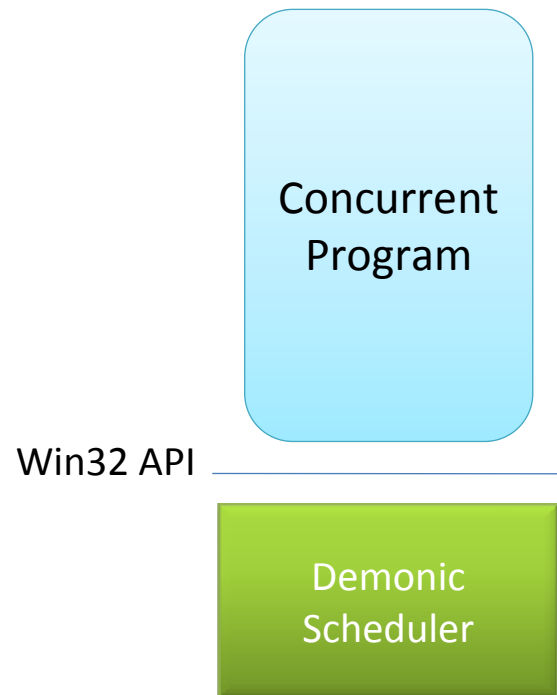 Concurrent
Program
Win32 API
Demonic
Scheduler